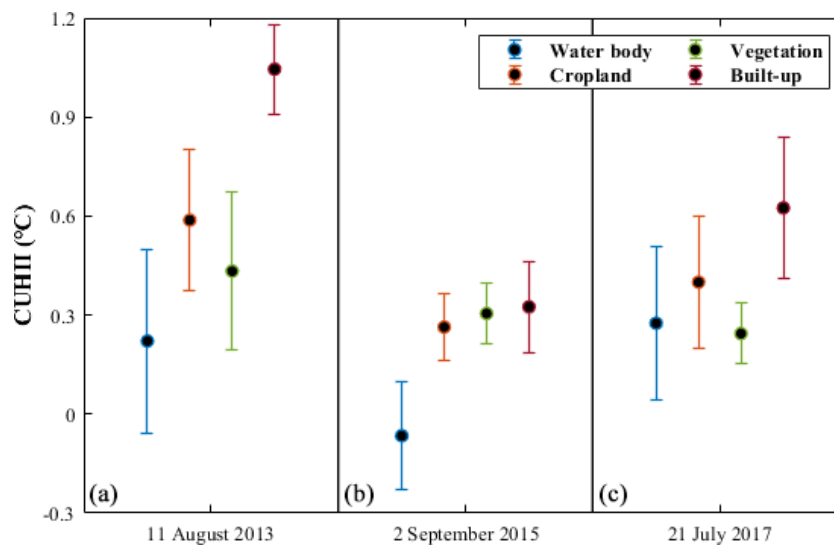 1.2
0.9
0.6
0.3
0
-0.3
CUHII (℃)
Water body
Vegetation
Cropland
Built-up
(a)
(b)
(c)
11 August 2013
2 September 2015
21 July 2017